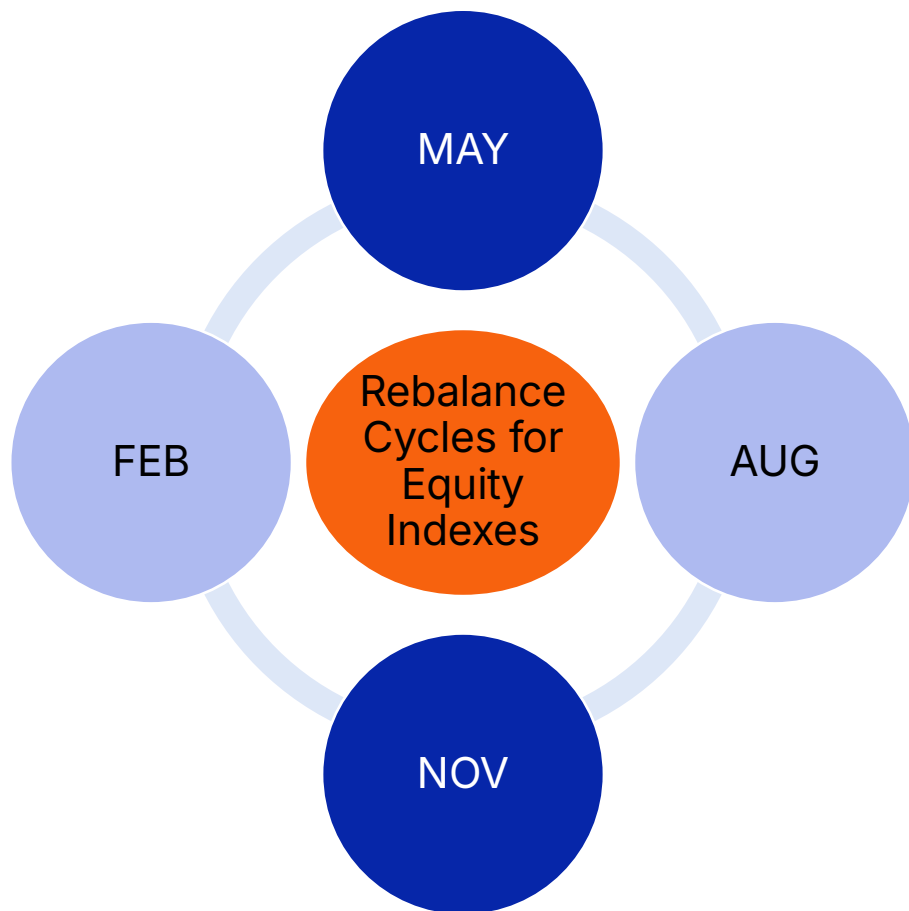 MAY
FEB
Rebalance
Cycles for
Equity
Indexes
AUG
NOV